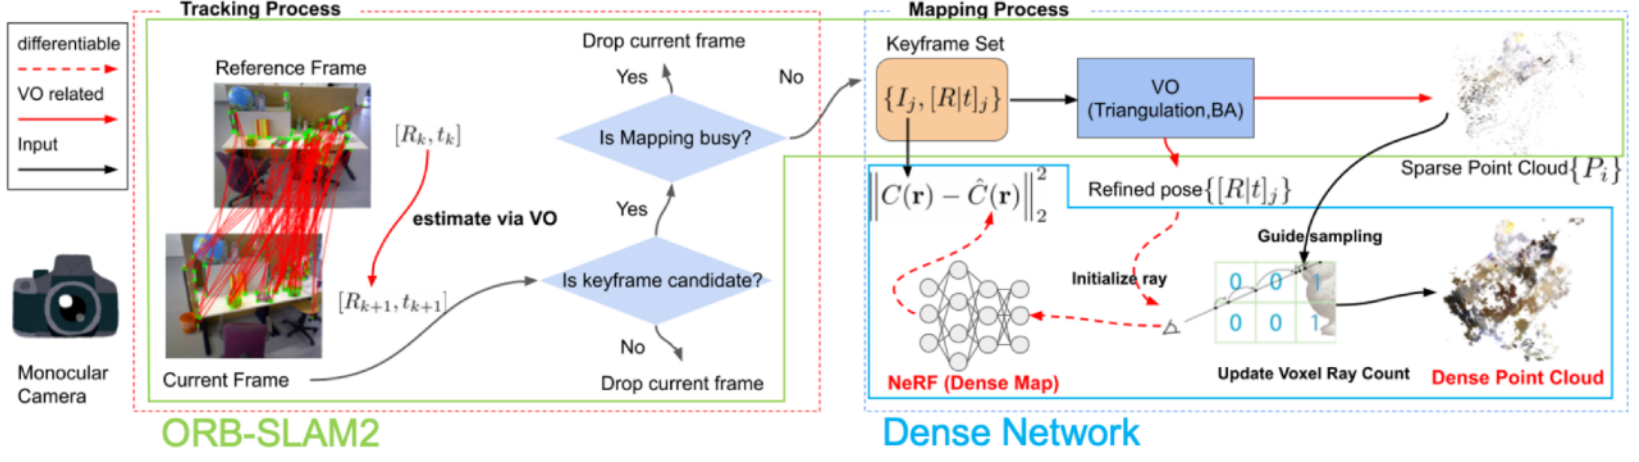 Tracking Process
Mapping Process
differentiable
VO related
Input
Monocular
Camera
Reference Frame
[R_k, t_k]
estimate via VO
[R_{k+1}, t_{k+1}]
Current Frame
Drop current frame
Yes
No
Is Mapping busy?
Yes
Is keyframe candidate?
No
Drop current frame
Keyframe Set
{I_j, [R|t]_j}
VO
(Triangulation,BA)
Sparse Point Cloud{P_i}
‖C(r) − Ĉ(r)‖₂²
Refined pose{[R|t]_j}
Guide sampling
Initialize ray
0 0 1
0 0 1
NeRF (Dense Map)
Update Voxel Ray Count
Dense Point Cloud
ORB-SLAM2
Dense Network